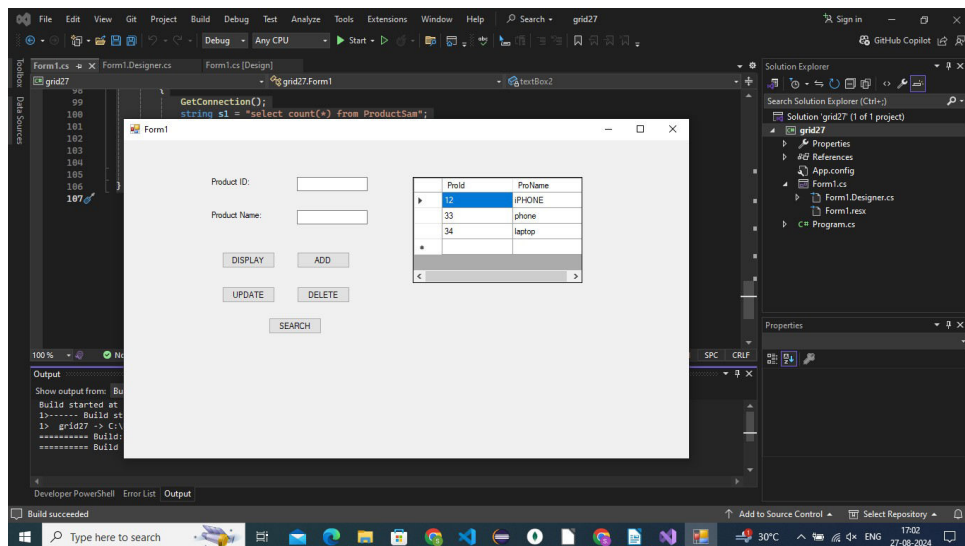 File Edit View Git Project Build Debug Test Analyze Tools Extensions Window Help Search grid27 Sign in
Debug Any CPU Start GitHub Copilot
Toolbox
Data Sources
Form1.cs Form1.Designer.cs Form1.cs [Design]
grid27 grid27.Form1 textBox2
98 {
99 GetConnection();
100 string s1 = "select count(*) from ProductSam";
101
102
103
104
105
106 }
107
Form1
Product ID:
Product Name:
DISPLAY ADD
UPDATE DELETE
SEARCH
ProId ProName
12 iPHONE
33 phone
34 laptop
100 % SPC CRLF
Output
Show output from: Bu
Build started at
1>------ Build st
1> grid27 -> C:\
========== Build:
========== Build
Developer PowerShell Error List Output
Solution Explorer
Search Solution Explorer (Ctrl+;)
Solution 'grid27' (1 of 1 project)
grid27
Properties
References
App.config
Form1.cs
Form1.Designer.cs
Form1.resx
C# Program.cs
Properties
Build succeeded Add to Source Control Select Repository
Type here to search 30°C ENG 17:02
27-08-2024